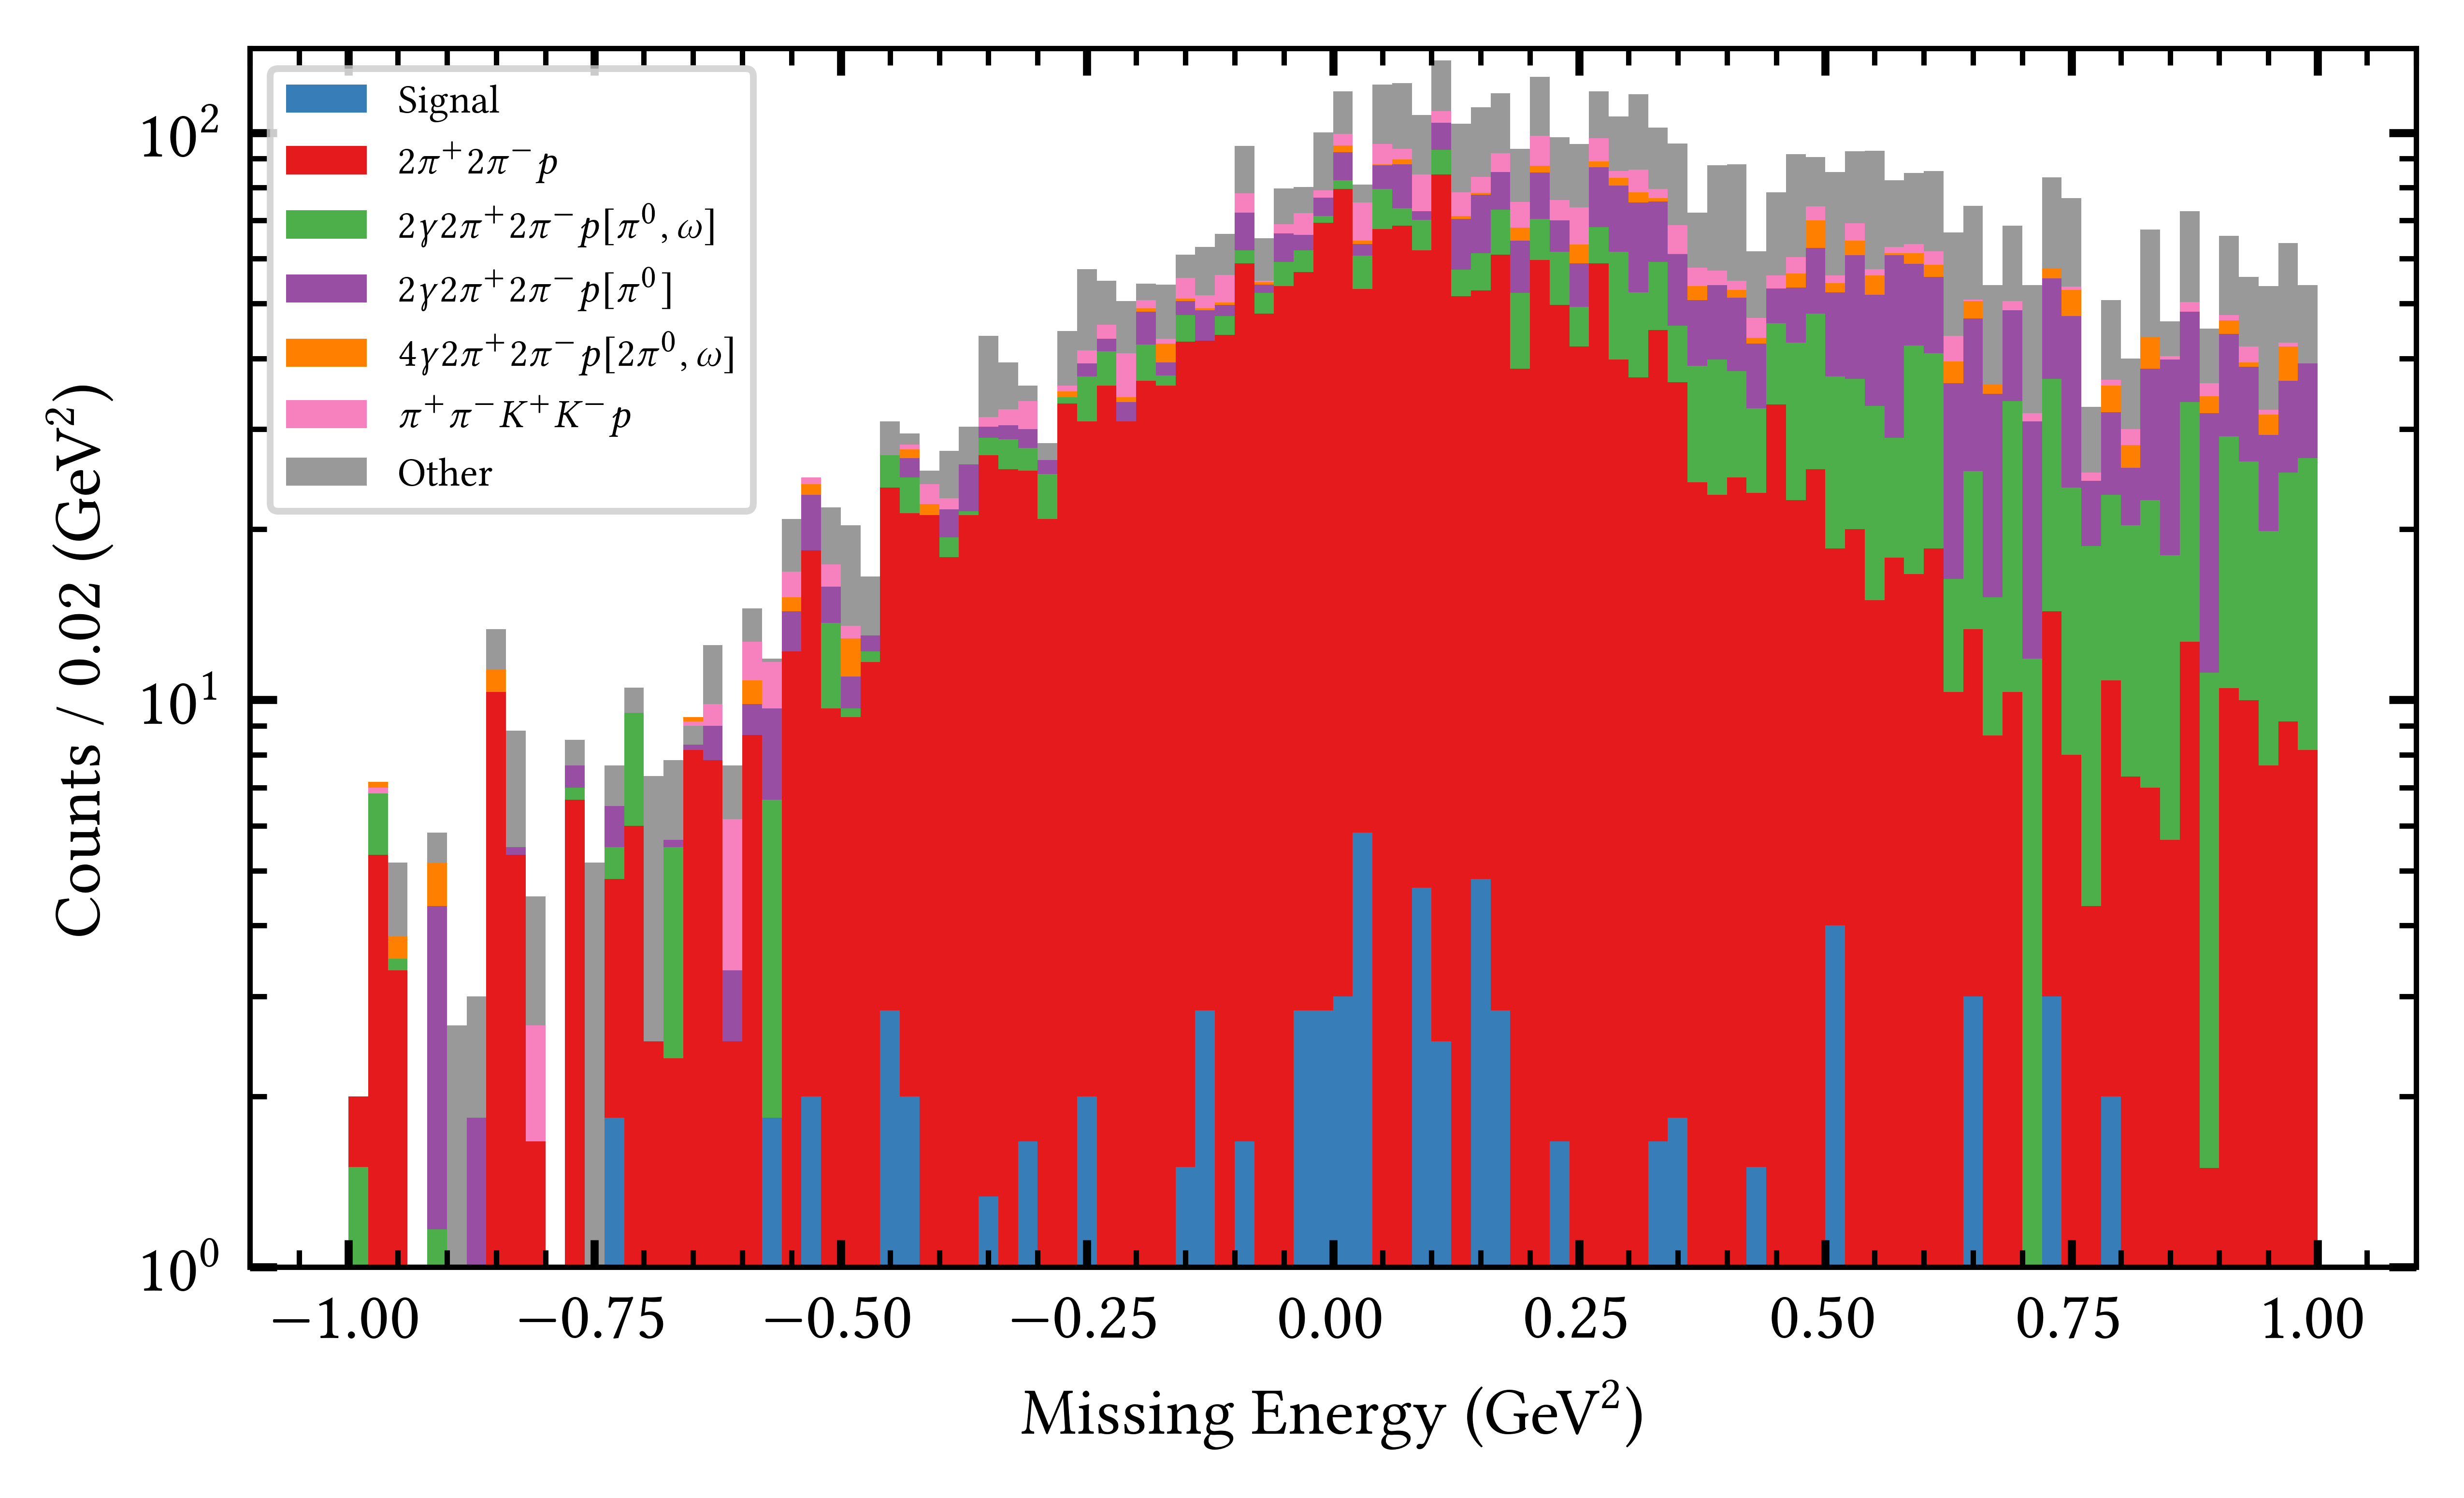 Counts / 0.02 (GeV²)
10²
10¹
10⁰
Signal
2π⁺2π⁻p
2γ2π⁺2π⁻p[π⁰, ω]
2γ2π⁺2π⁻p[π⁰]
4γ2π⁺2π⁻p[2π⁰, ω]
π⁺π⁻K⁺K⁻p
Other
−1.00 −0.75 −0.50 −0.25 0.00 0.25 0.50 0.75 1.00
Missing Energy (GeV²)